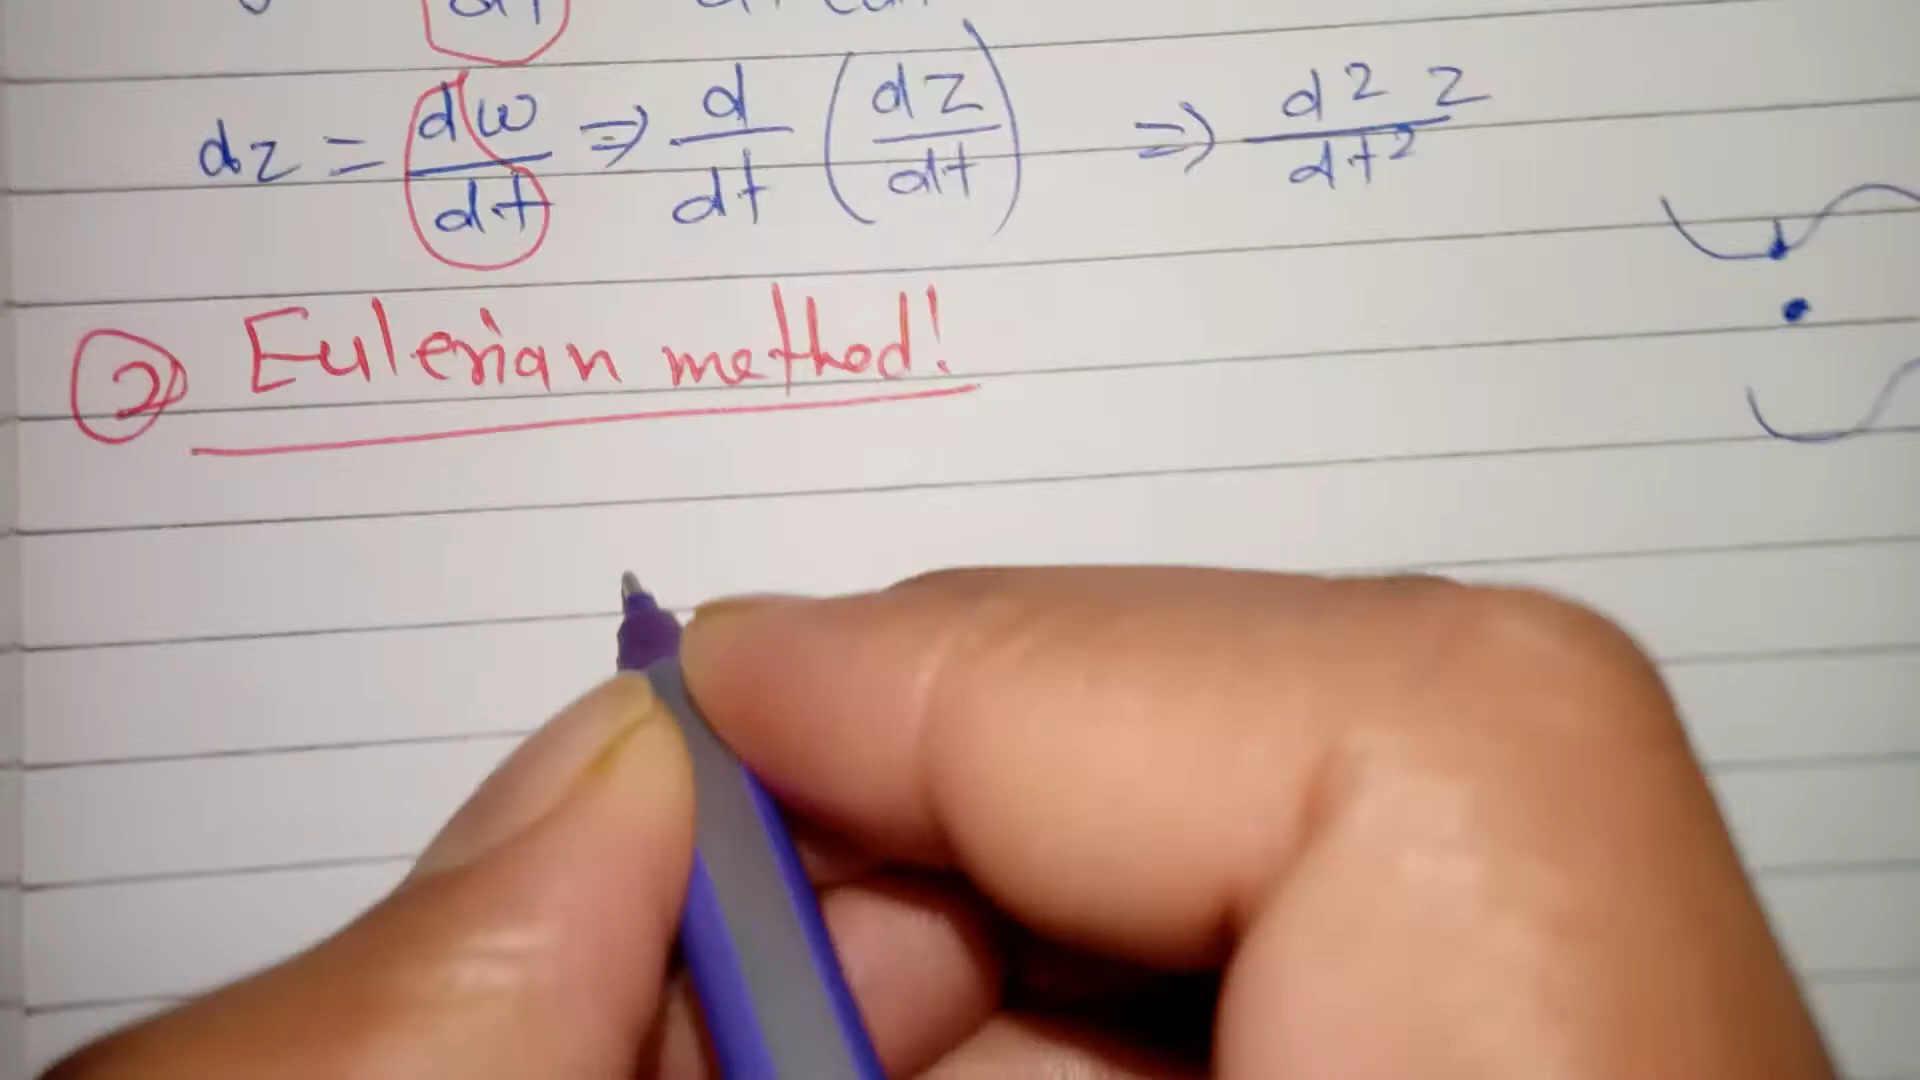 dz = dw/dt => d/dt (dz/dt) => d²z/dt²
② Eulerian method!